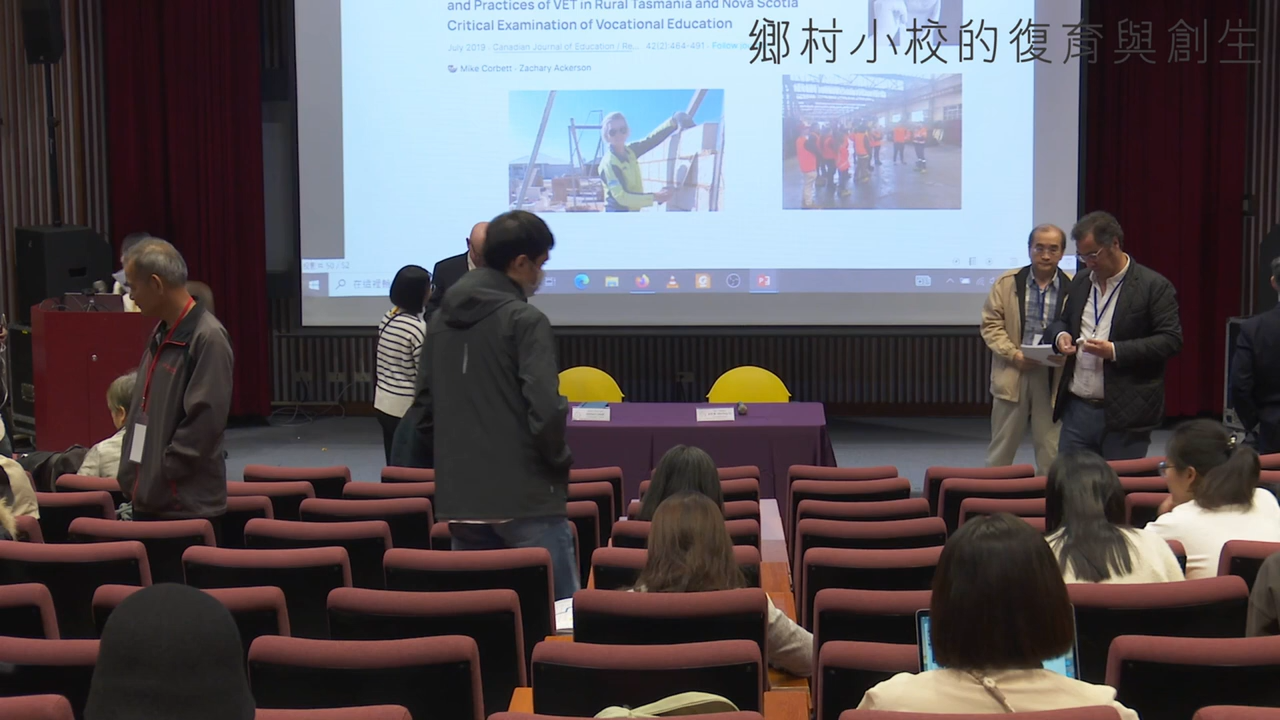 鄉村小校的復育與創生
and Practices of VET in Rural Tasmania and Nova Scotia
Critical Examination of Vocational Education
July 2019 · Canadian Journal of Education / Re... 42(2):464-491 · Follow jo
Mike Corbett · Zachary Ackerson